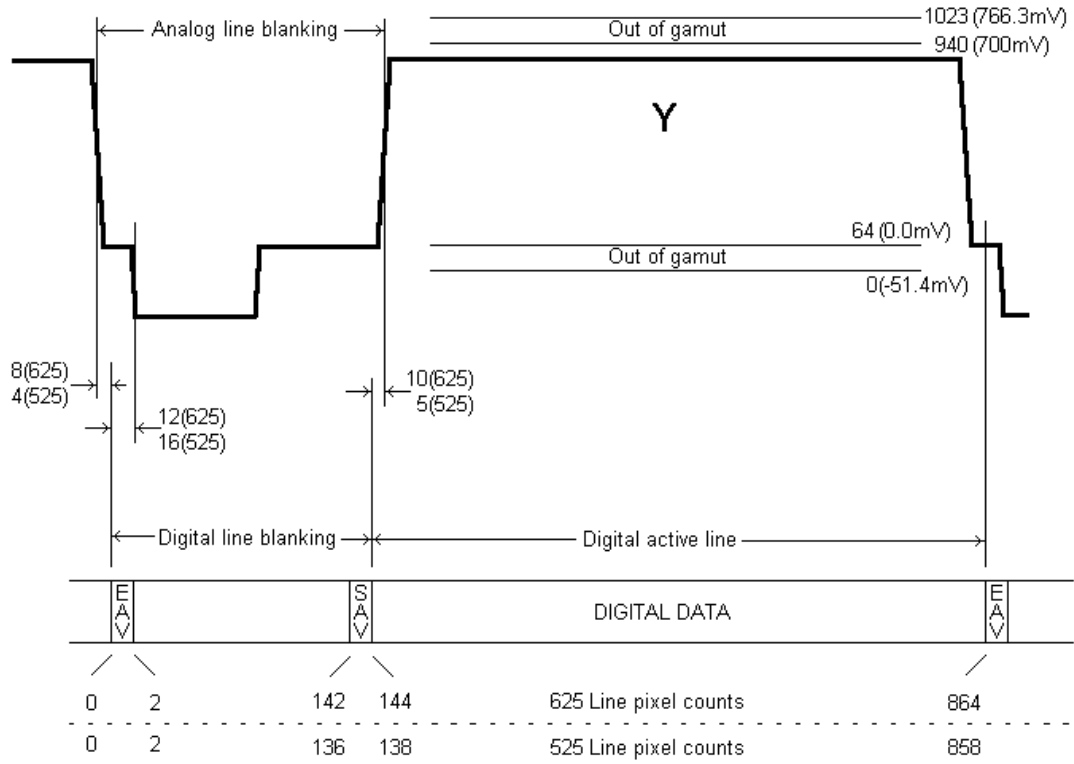 Analog line blanking
1023 (766.3mV)
Out of gamut
940 (700mV)
Y
64 (0.0mV)
Out of gamut
0(-51.4mV)
8(625)
4(525)
10(625)
5(525)
12(625)
16(525)
Digital line blanking
Digital active line
EAV
SAV
DIGITAL DATA
EAV
0 2 142 144 625 Line pixel counts 864
0 2 136 138 525 Line pixel counts 858